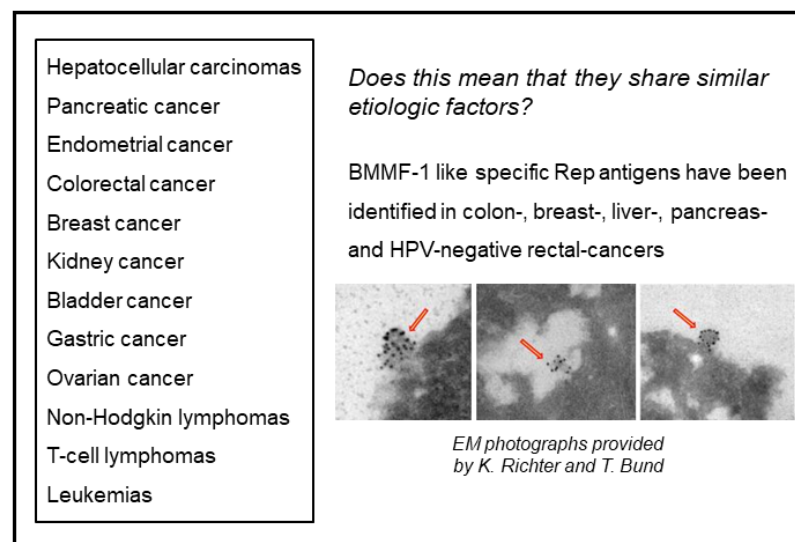 Hepatocellular carcinomas
Pancreatic cancer
Endometrial cancer
Colorectal cancer
Breast cancer
Kidney cancer
Bladder cancer
Gastric cancer
Ovarian cancer
Non-Hodgkin lymphomas
T-cell lymphomas
Leukemias
Does this mean that they share similar
etiologic factors?
BMMF-1 like specific Rep antigens have been
identified in colon-, breast-, liver-, pancreas-
and HPV-negative rectal-cancers
EM photographs provided
by K. Richter and T. Bund